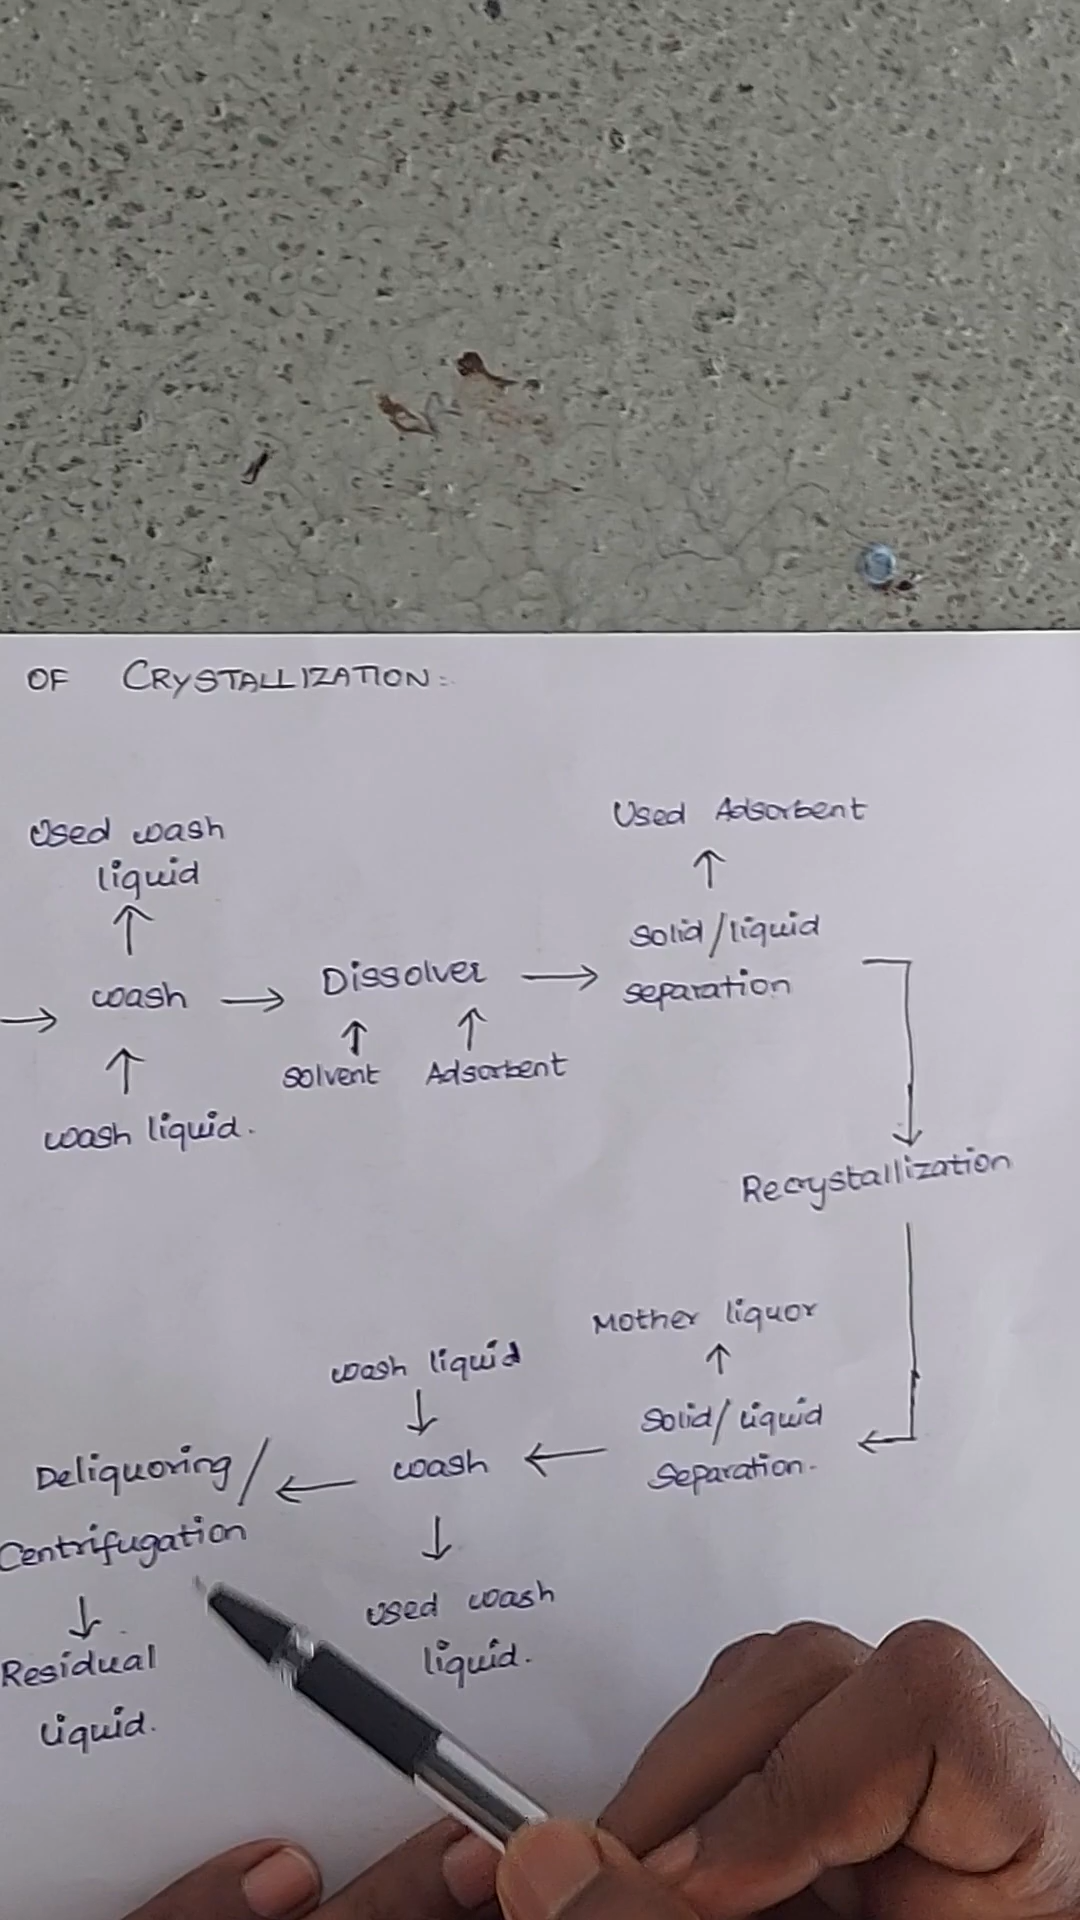 OF CRYSTALLIZATION:
Used wash
liquid
Used Adsorbent
wash
Dissolver
Solid/liquid
separation
wash liquid.
Solvent
Adsorbent
Recrystallization
Mother liquor
wash liquid
Solid/Liquid
Separation.
wash
Deliquoring/
Centrifugation
used wash
liquid.
Residual
Liquid.